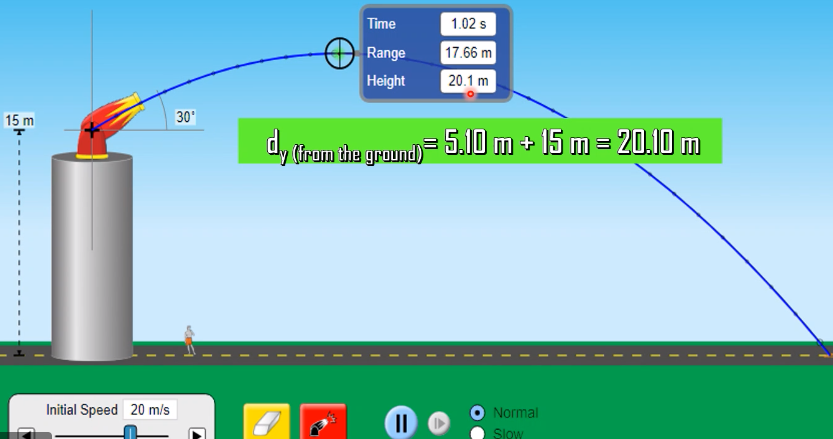 Time 1.02 s
Range 17.66 m
Height 20.1 m
15 m
30°
dy (from the ground) = 5.10 m + 15 m = 20.10 m
Initial Speed 20 m/s
Normal
Slow